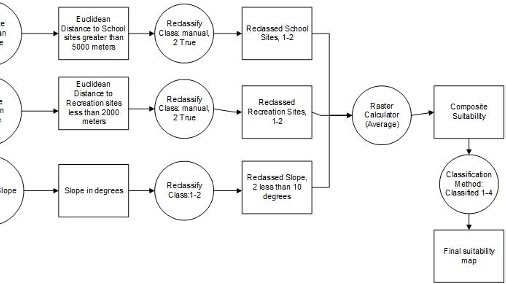 Euclidean
Distance to School
sites greater than
5000 meters
Reclassify
Class: manual,
2 True
Reclassed School
Sites, 1-2
Euclidean
Distance to
Recreation sites
less than 2000
meters
Reclassify
Class: manual,
2 True
Reclassed
Recreation Sites,
1-2
Raster
Calculator
(Average)
Composite
Suitability
Slope
Slope in degrees
Reclassify
Class:1-2
Reclassed Slope,
2 less than 10
degrees
Classification
Method:
Classified 1-4
Final suitability
map